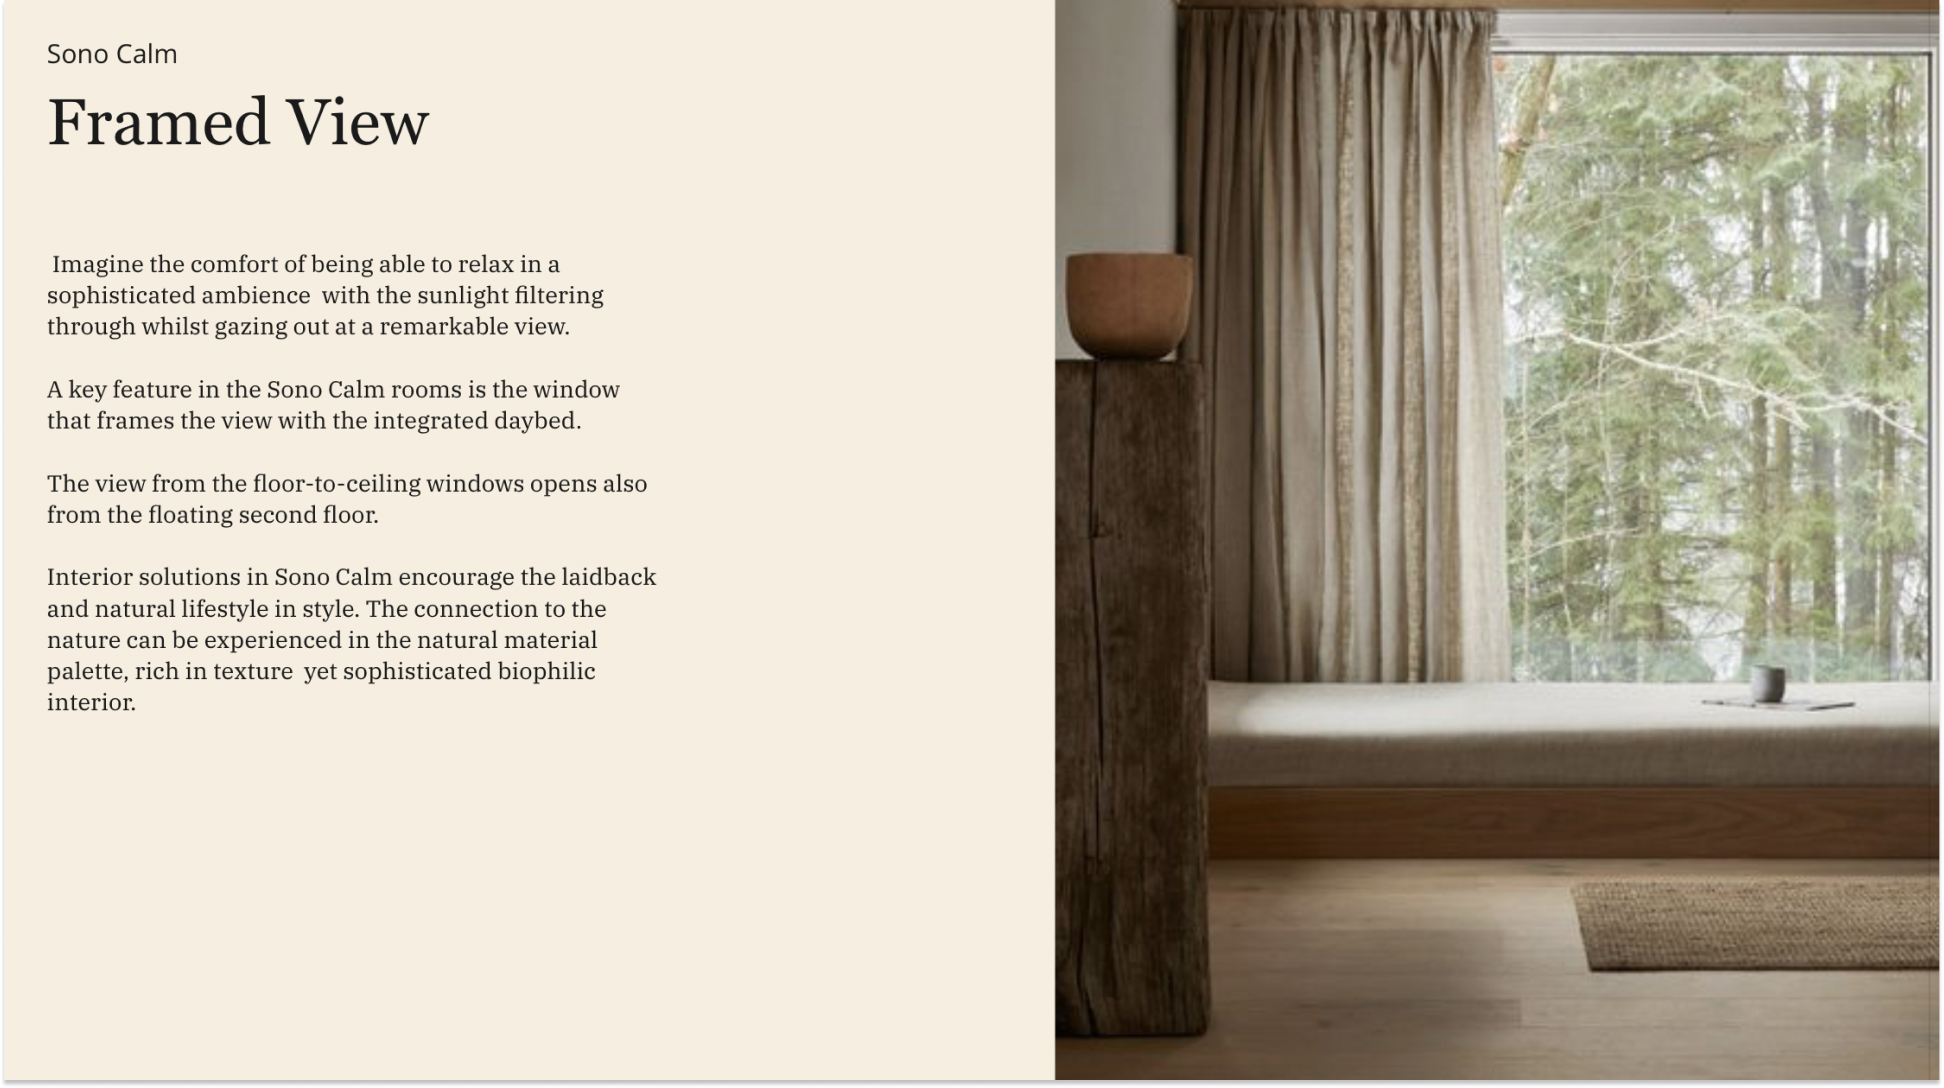 Sono Calm
Framed View
Imagine the comfort of being able to relax in a
sophisticated ambience  with the sunlight filtering
through whilst gazing out at a remarkable view.
A key feature in the Sono Calm rooms is the window
that frames the view with the integrated daybed.
The view from the floor-to-ceiling windows opens also
from the floating second floor.
Interior solutions in Sono Calm encourage the laidback
and natural lifestyle in style. The connection to the
nature can be experienced in the natural material
palette, rich in texture  yet sophisticated biophilic
interior.